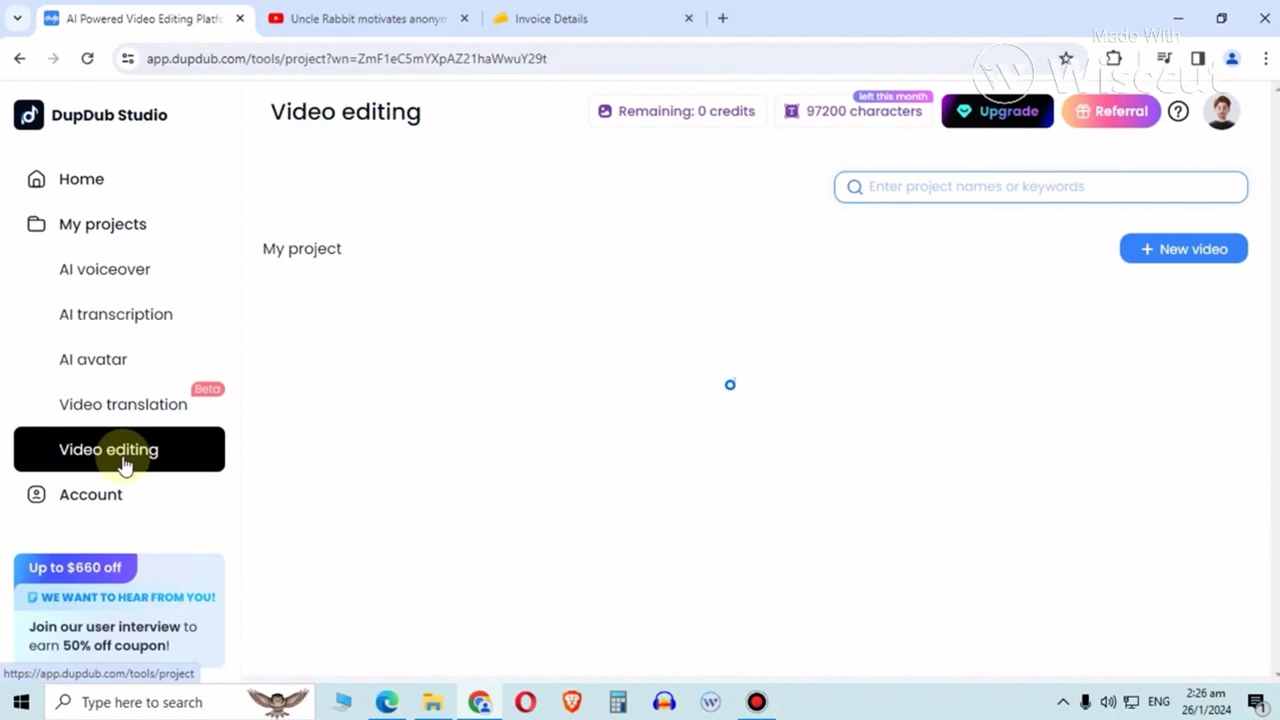 AI Powered Video Editing Platfo
Uncle Rabbit motivates anonym
Invoice Details
app.dupdub.com/tools/project?wn=ZmF1eC5mYXpAZ21haWwuY29t
Made With
Wisecut
DupDub Studio
Video editing
Remaining: 0 credits
left this month
97200 characters
Upgrade
Referral
Home
Enter project names or keywords
My projects
My project
+ New video
AI voiceover
AI transcription
AI avatar
Beta
Video translation
Video editing
Account
Up to $660 off
WE WANT TO HEAR FROM YOU!
Join our user interview to
earn 50% off coupon!
https://app.dupdub.com/tools/project
Type here to search
ENG
2:26 am
26/1/2024
1